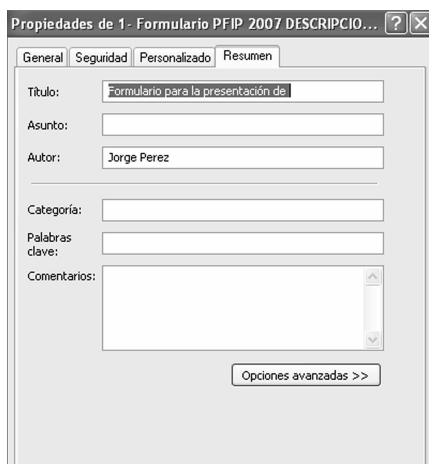 Propiedades de 1- Formulario PFIP 2007 DESCRIPCIO... ? X
General Seguridad Personalizado Resumen
Título: Formulario para la presentación de
Asunto:
Autor: Jorge Perez
Categoría:
Palabras
clave:
Comentarios:
Opciones avanzadas >>